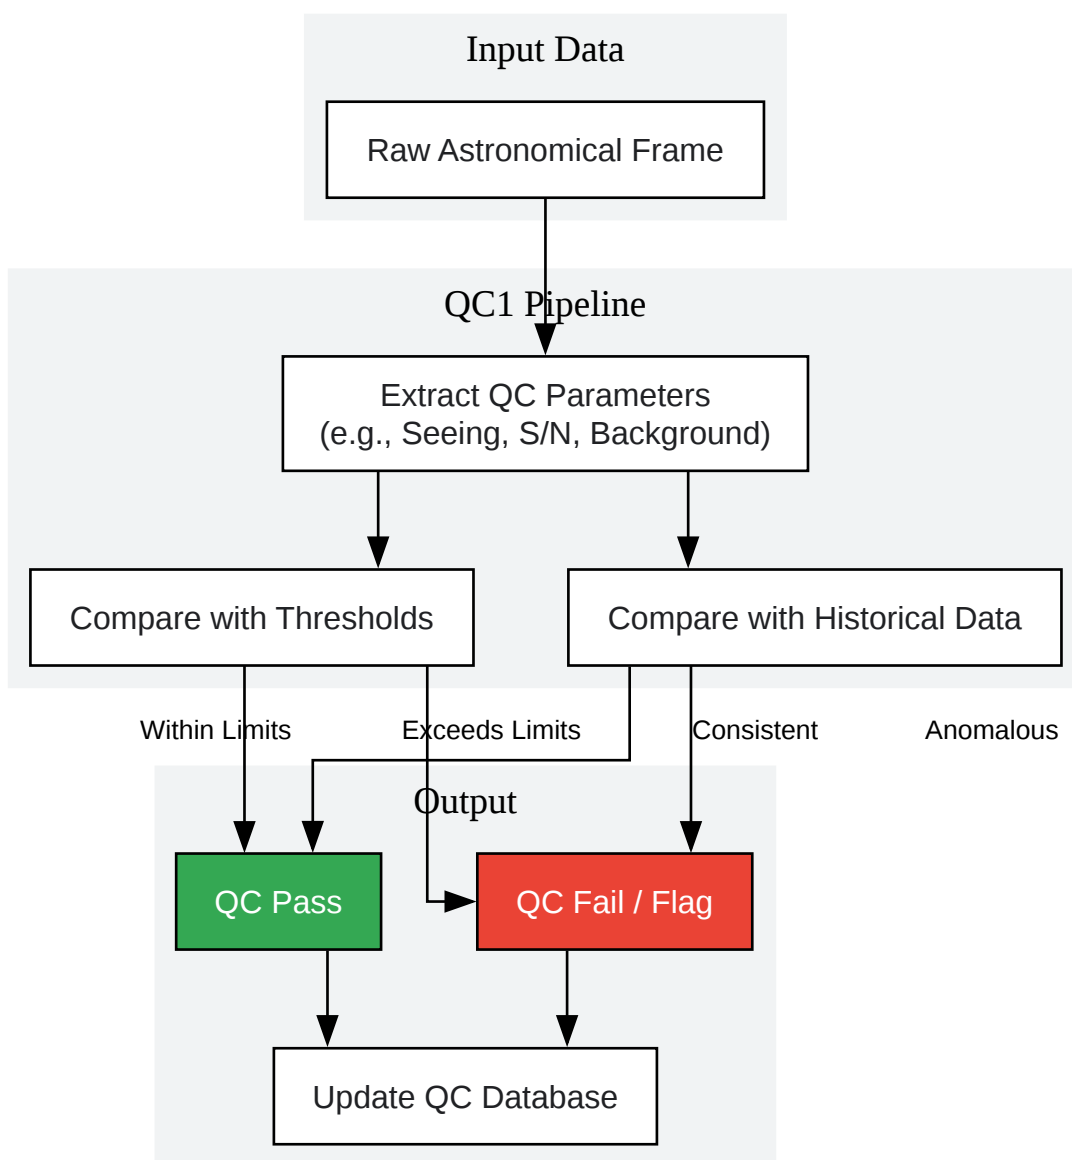 Input Data
Raw Astronomical Frame
QC1 Pipeline
Extract QC Parameters
(e.g., Seeing, S/N, Background)
Compare with Thresholds
Compare with Historical Data
Within Limits
Exceeds Limits
Consistent
Anomalous
Output
QC Pass
QC Fail / Flag
Update QC Database